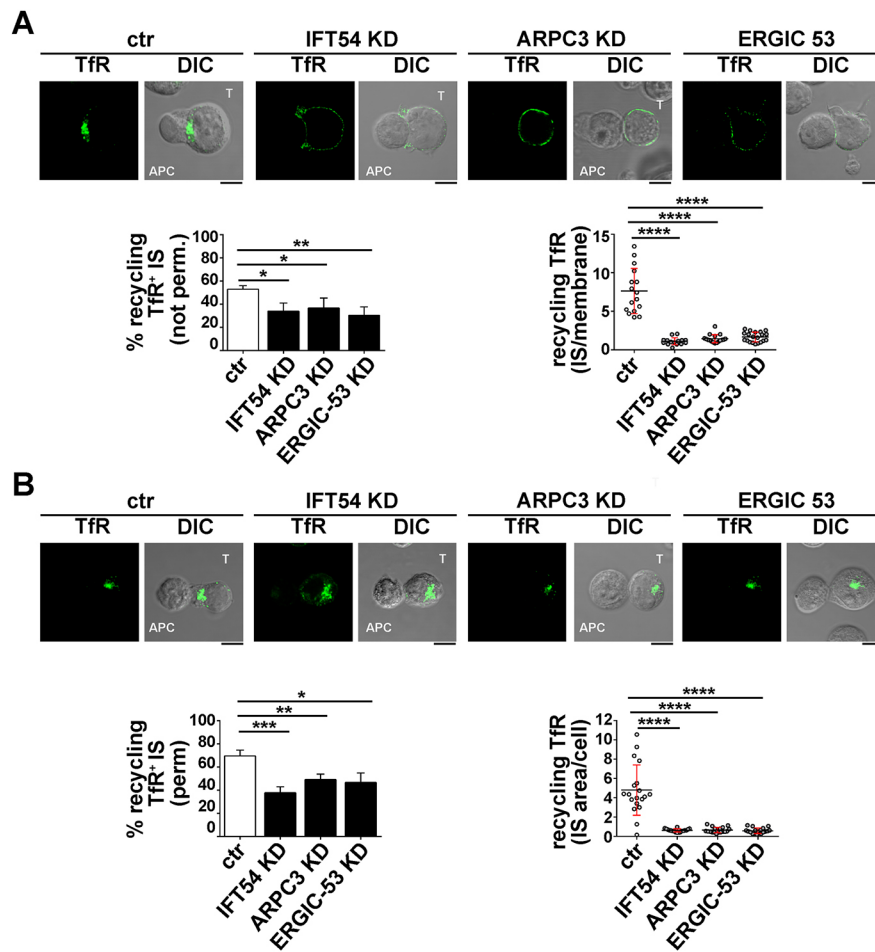 A
ctr IFT54 KD ARPC3 KD ERGIC 53
TfR DIC TfR DIC TfR DIC TfR DIC
T
T
APC APC APC
% recycling
TfR+ IS
(not perm.)
100
80
60
40
20
0
**
*
*
ctr
IFT54 KD
ARPC3 KD
ERGIC-53 KD
recycling TfR
(IS/membrane)
15
10
5
0
****
****
****
ctr
IFT54 KD
ARPC3 KD
ERGIC-53 KD
B
ctr IFT54 KD ARPC3 KD ERGIC 53
TfR DIC TfR DIC TfR DIC TfR DIC
T T T
APC APC APC
% recycling
TfR+ IS
(perm)
100
80
60
40
20
0
*
**
***
ctr
IFT54 KD
ARPC3 KD
ERGIC-53 KD
recycling TfR
(IS area/cell)
12
10
8
6
4
2
0
****
****
****
ctr
IFT54 KD
ARPC3 KD
ERGIC-53 KD